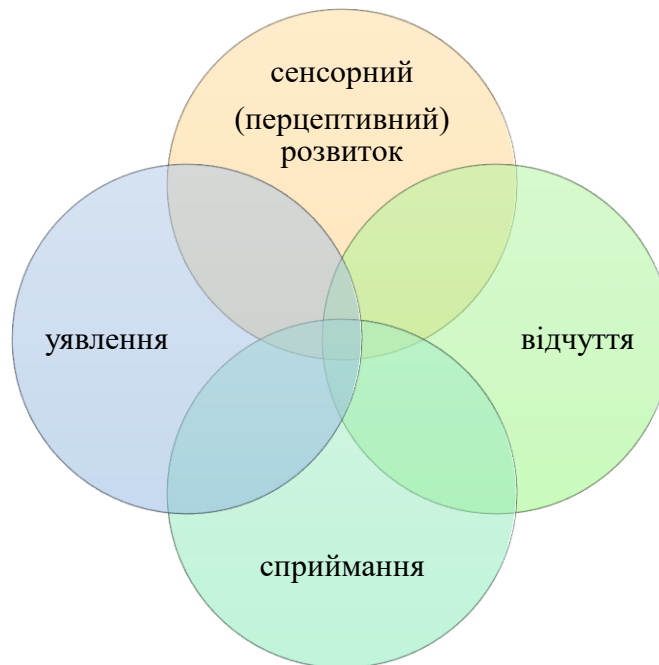 сенсорний
(перцептивний)
розвиток
уявлення
відчуття
сприймання